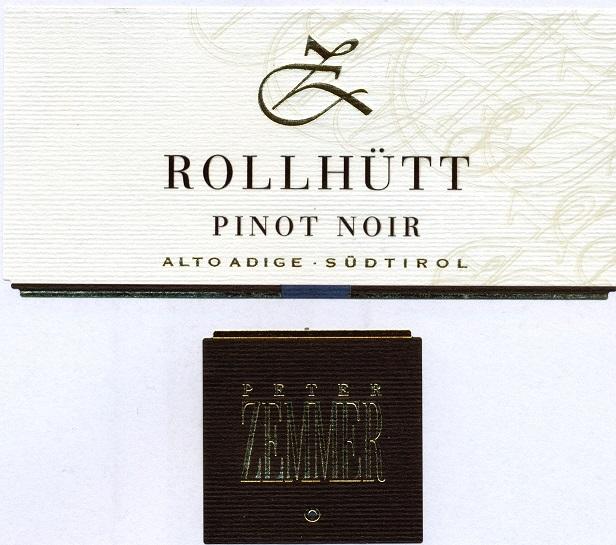 Z
ROLLHÜTT
PINOT NOIR
ALTO ADIGE · SÜDTIROL
PETER
ZEMMER